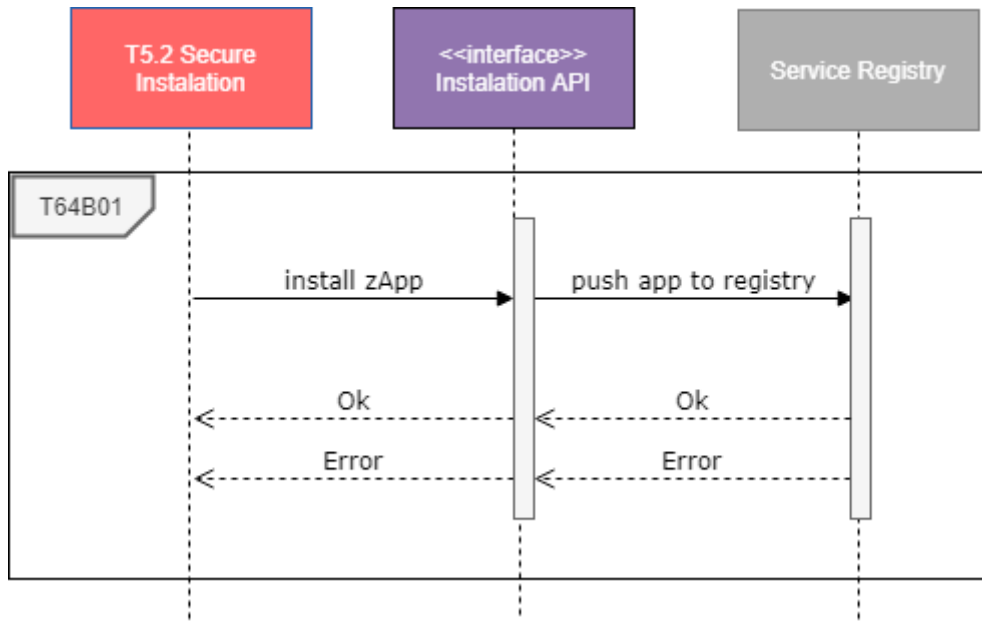 T5.2 Secure
Instalation
<<interface>>
Instalation API
Service Registry
T64B01
install zApp
push app to registry
Ok
Ok
Error
Error